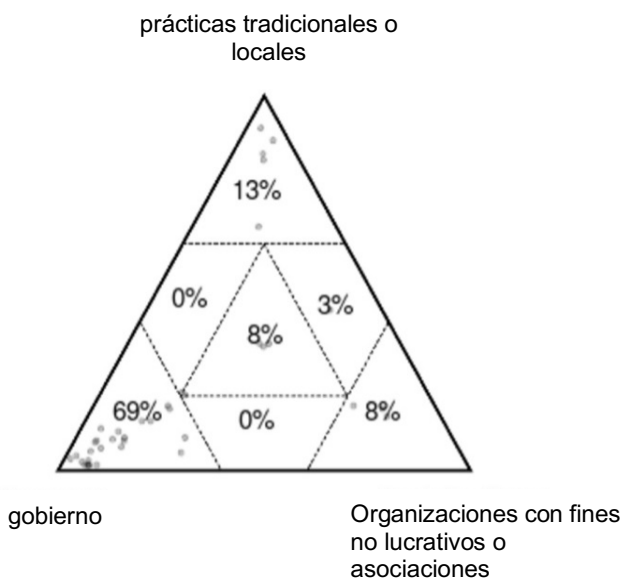 prácticas tradicionales o
locales
13%
0%
3%
8%
69%
0%
8%
gobierno
Organizaciones con fines
no lucrativos o
asociaciones